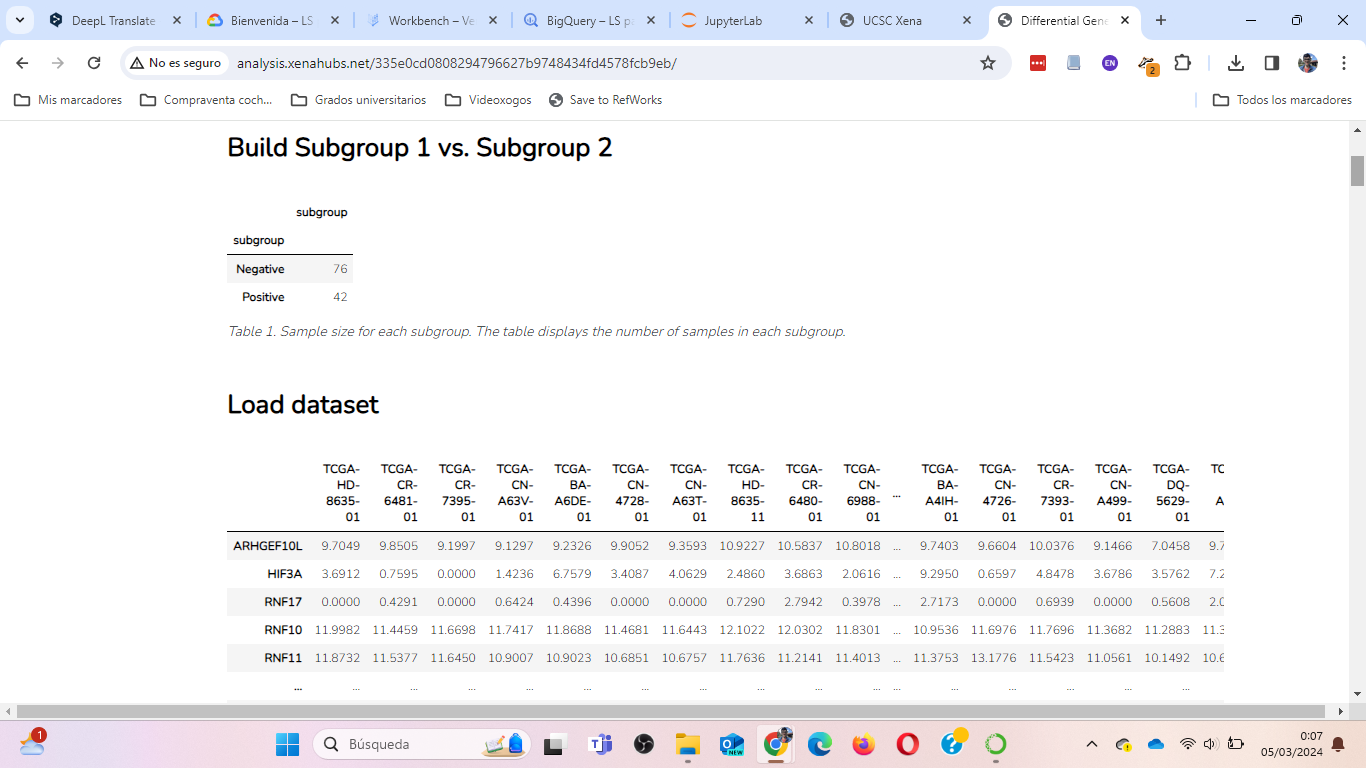 DeepL Translate
Bienvenida – LS
Workbench – Ve
BigQuery – LS p
JupyterLab
UCSC Xena
Differential Gene
No es seguro
analysis.xenahubs.net/335e0cd0808294796627b9748434fd4578fcb9eb/
EN
2
Mis marcadores
Compraventa coch...
Grados universitarios
Videoxogos
Save to RefWorks
Todos los marcadores
Build Subgroup 1 vs. Subgroup 2
subgroup
subgroup
Negative 76
Positive 42
Table 1. Sample size for each subgroup. The table displays the number of samples in each subgroup.
Load dataset
TCGA- TCGA- TCGA- TCGA- TCGA- TCGA- TCGA- TCGA- TCGA- TCGA- TCGA- TCGA- TCGA- TCGA- TCGA- TC
HD- CR- CR- CN- BA- CN- CN- HD- CR- CN- BA- CN- CR- CN- DQ-
8635- 6481- 7395- A63V- A6DE- 4728- A63T- 8635- 6480- 6988- ... A4IH- 4726- 7393- A499- 5629- A
01 01 01 01 01 01 01 11 01 01 01 01 01 01 01
ARHGEF10L 9.7049 9.8505 9.1997 9.1297 9.2326 9.9052 9.3593 10.9227 10.5837 10.8018 ... 9.7403 9.6604 10.0376 9.1466 7.0458 9.7
HIF3A 3.6912 0.7595 0.0000 1.4236 6.7579 3.4087 4.0629 2.4860 3.6863 2.0616 ... 9.2950 0.6597 4.8478 3.6786 3.5762 7.2
RNF17 0.0000 0.4291 0.0000 0.6424 0.4396 0.0000 0.0000 0.7290 2.7942 0.3978 ... 2.7173 0.0000 0.6939 0.0000 0.5608 2.0
RNF10 11.9982 11.4459 11.6698 11.7417 11.8688 11.4681 11.6443 12.1022 12.0302 11.8301 ... 10.9536 11.6976 11.7696 11.3682 11.2883 11.3
RNF11 11.8732 11.5377 11.6450 10.9007 10.9023 10.6851 10.6757 11.7636 11.2141 11.4013 ... 11.3753 13.1776 11.5423 11.0561 10.1492 10.6
... ... ... ... ... ... ... ... ... ... ... ... ... ... ... ... ...
1
Búsqueda
NEW
0:07
05/03/2024